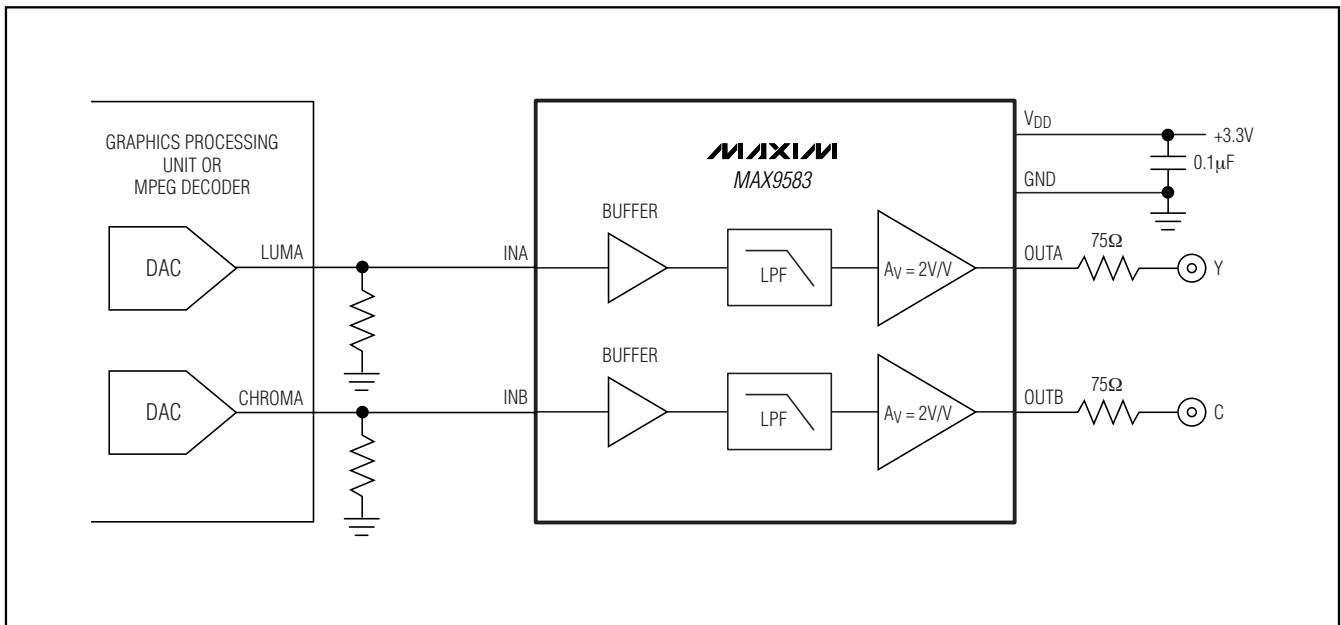 GRAPHICS PROCESSING
UNIT OR
MPEG DECODER
DAC
LUMA
DAC
CHROMA
INA
INB
MAXIM
MAX9583
BUFFER
LPF
AV = 2V/V
BUFFER
LPF
AV = 2V/V
VDD
+3.3V
0.1μF
GND
OUTA
75Ω
Y
OUTB
75Ω
C